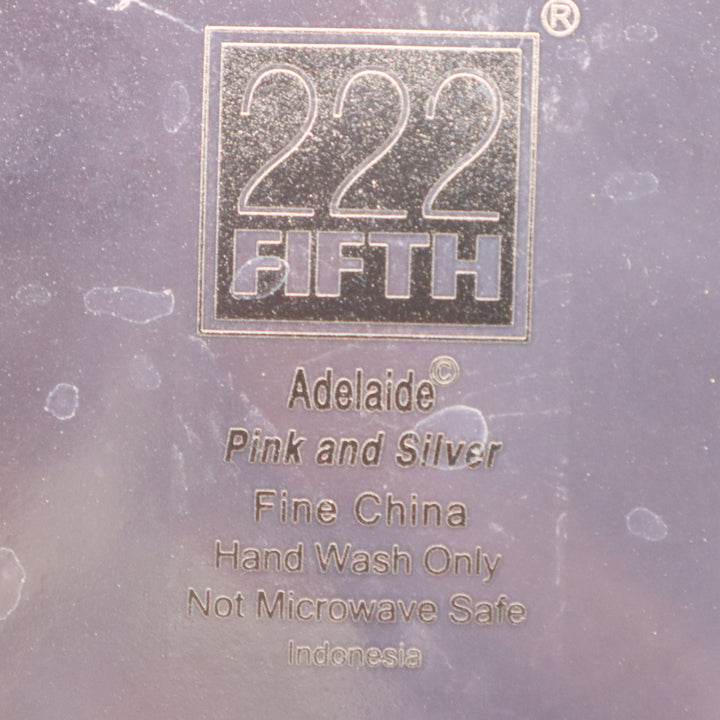 ®
222
FIFTH
Adelaide©
Pink and Silver
Fine China
Hand Wash Only
Not Microwave Safe
Indonesia